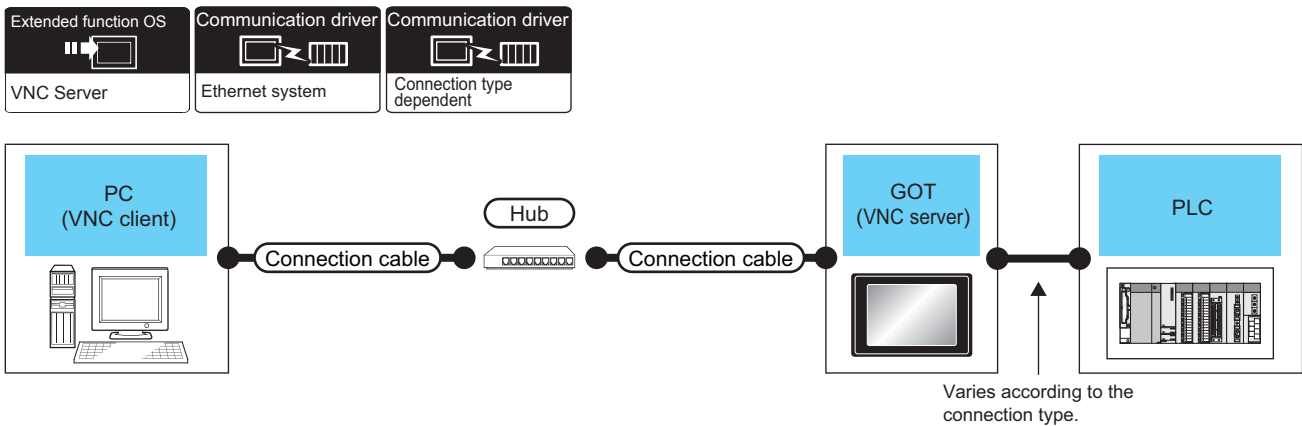 Extended function OS
VNC Server
Communication driver
Ethernet system
Communication driver
Connection type
dependent
PC
(VNC client)
Connection cable
Hub
Connection cable
GOT
(VNC server)
PLC
Varies according to the
connection type.